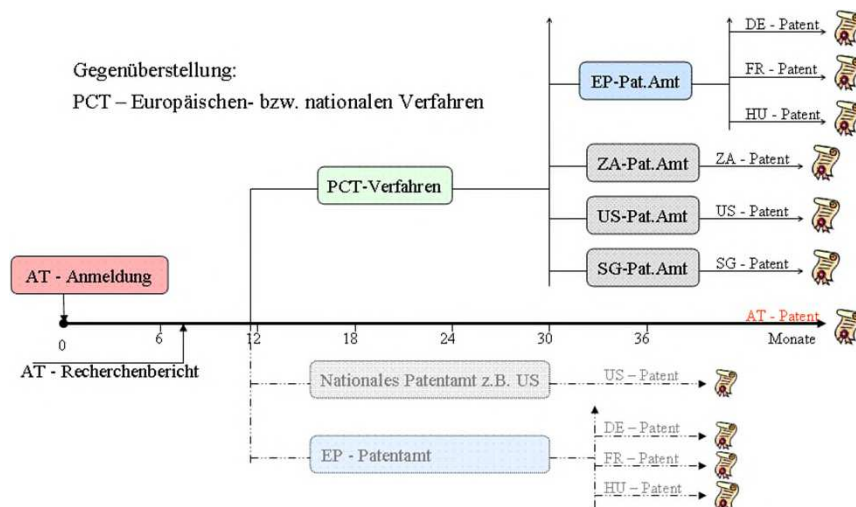 Gegenüberstellung:
PCT – Europäischen- bzw. nationalen Verfahren
DE - Patent
EP-Pat.Amt
FR - Patent
HU - Patent
ZA-Pat.Amt
ZA - Patent
PCT-Verfahren
US-Pat.Amt
US - Patent
SG-Pat.Amt
SG - Patent
AT - Anmeldung
AT - Patent
0
6
12
18
24
30
36
Monate
AT - Recherchenbericht
Nationales Patentamt z.B. US
US – Patent
DE – Patent
EP - Patentamt
FR – Patent
HU – Patent